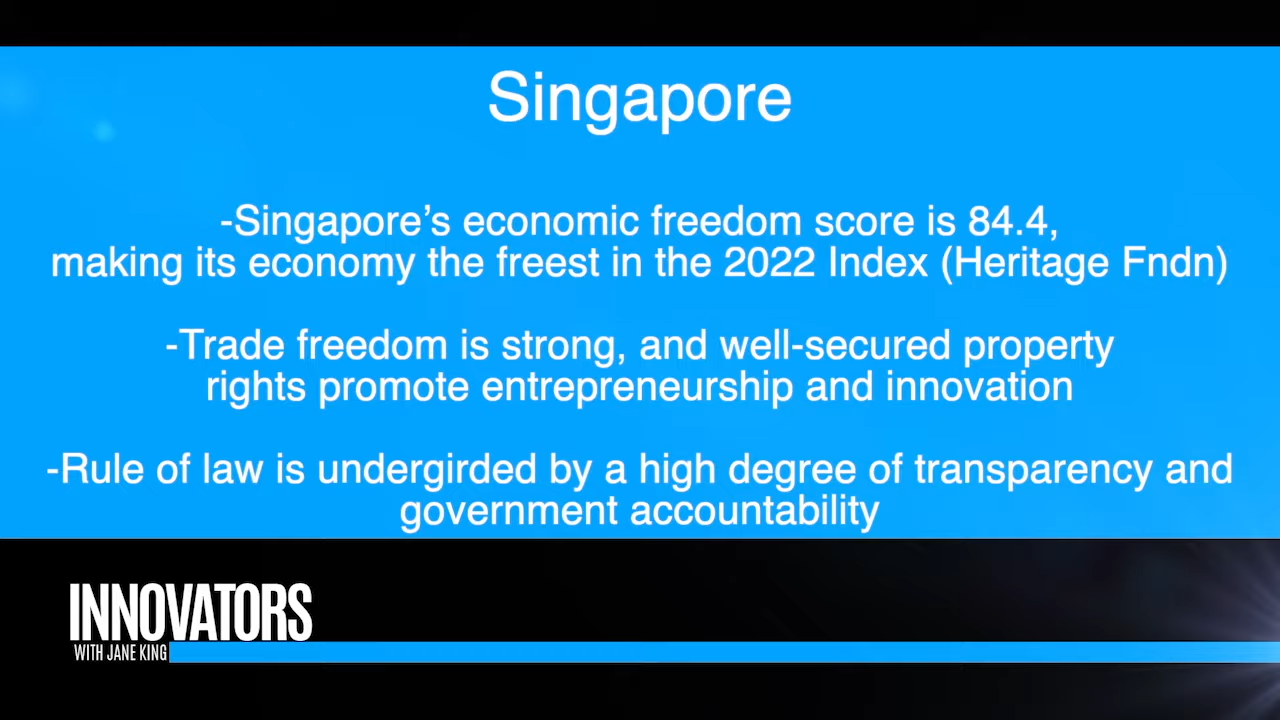 Singapore
-Singapore’s economic freedom score is 84.4,
making its economy the freest in the 2022 Index (Heritage Fndn)
-Trade freedom is strong, and well-secured property
rights promote entrepreneurship and innovation
-Rule of law is undergirded by a high degree of transparency and
government accountability
INNOVATORS
WITH JANE KING